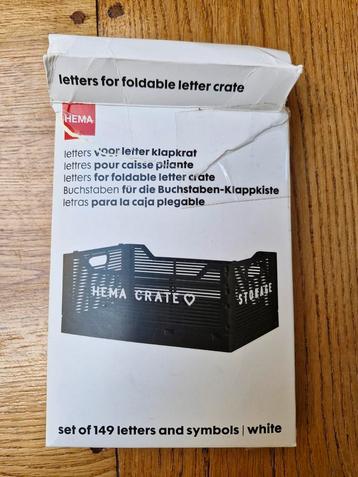 letters for foldable letter crate
HEMA
letters voor letter klapkrat
lettres pour caisse pliante
letters for foldable letter crate
Buchstaben für die Buchstaben-Klappkiste
letras para la caja plegable
HEMA CRATE♡ STORAGE
set of 149 letters and symbols | white